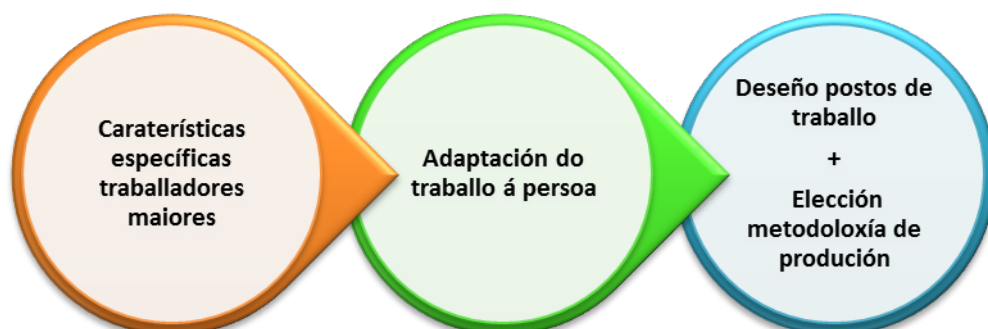 Caraterísticas
específicas
traballadores
maiores
Adaptación do
traballo á persoa
Deseño postos de
traballo
+
Elección
metodoloxía de
produción